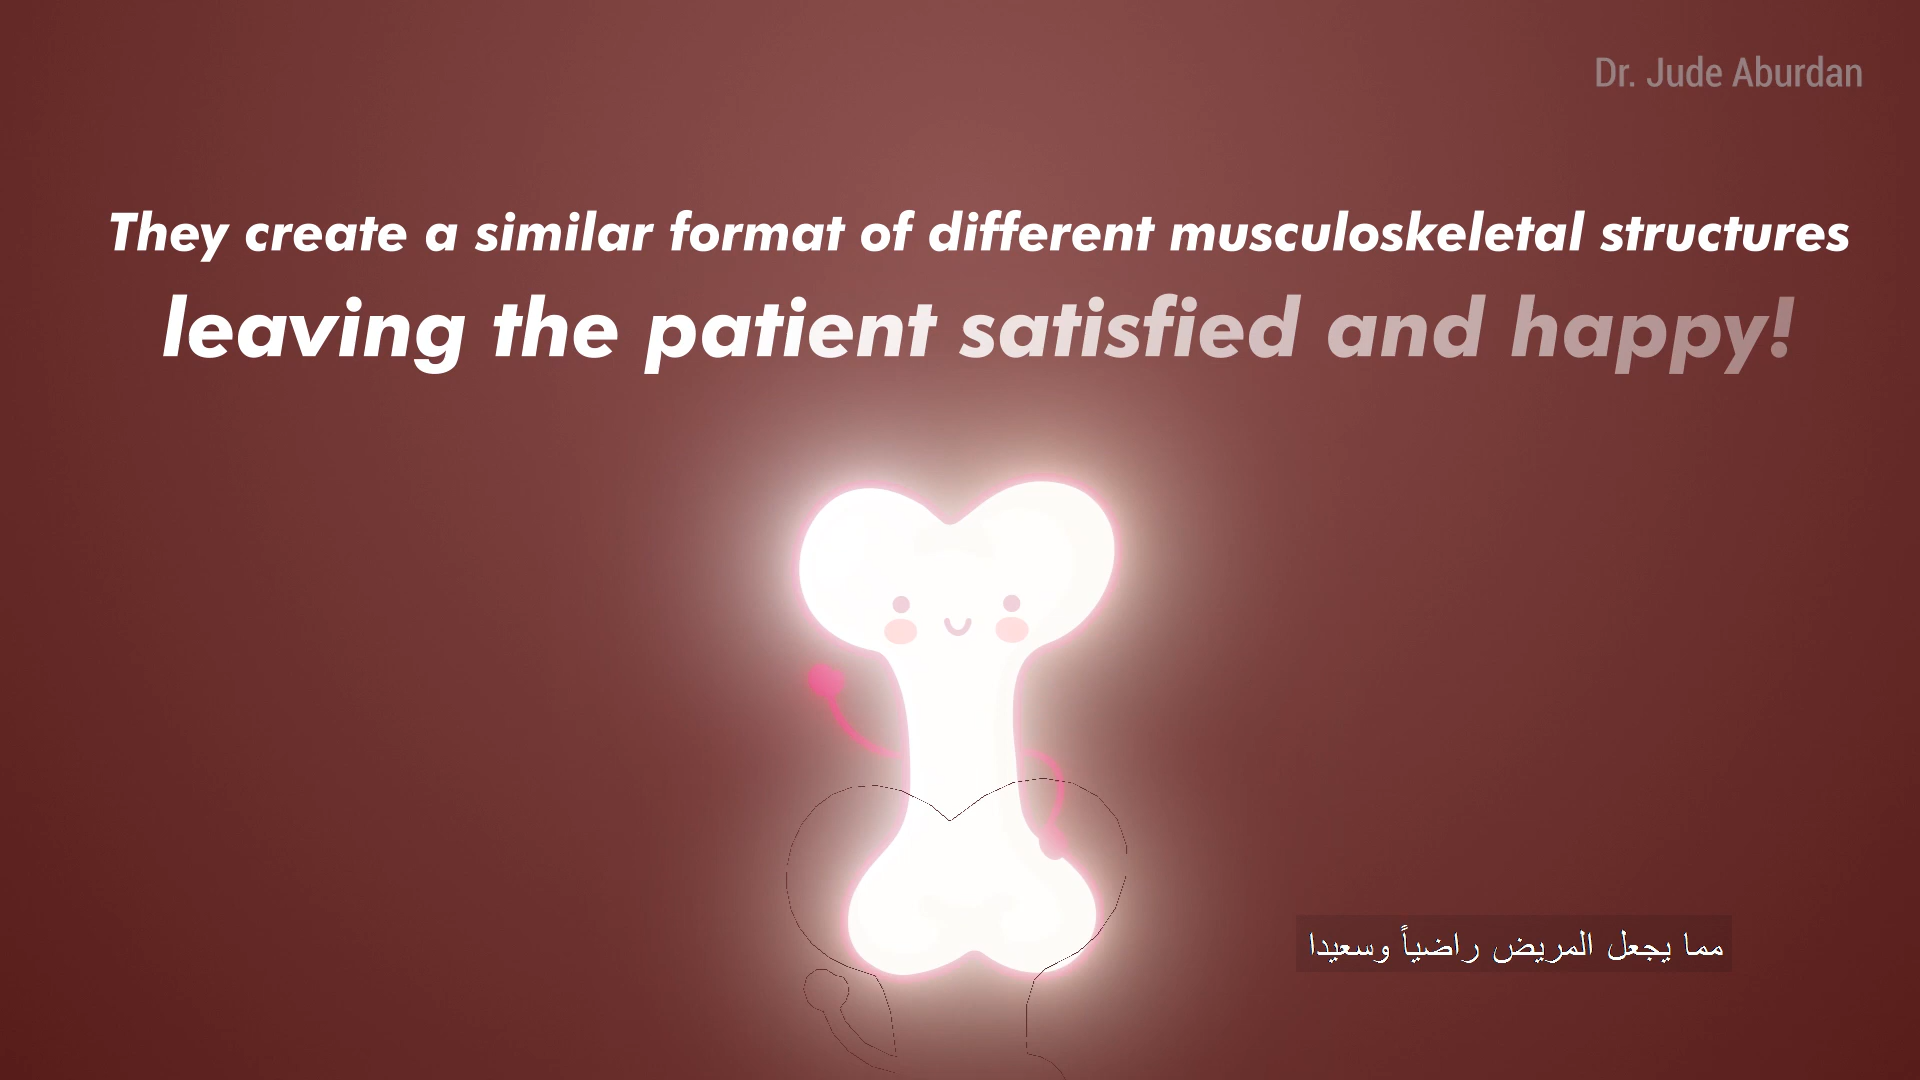 Dr. Jude Aburdan
They create a similar format of different musculoskeletal structures
leaving the patient satisfied and happy!
مما يجعل المريض راضياً وسعيدا